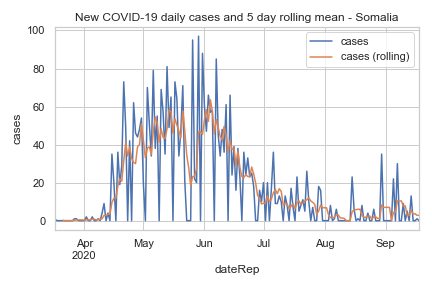 New COVID-19 daily cases and 5 day rolling mean - Somalia
cases
cases (rolling)
100
80
60
40
20
0
cases
Apr May Jun Jul Aug Sep
2020
dateRep